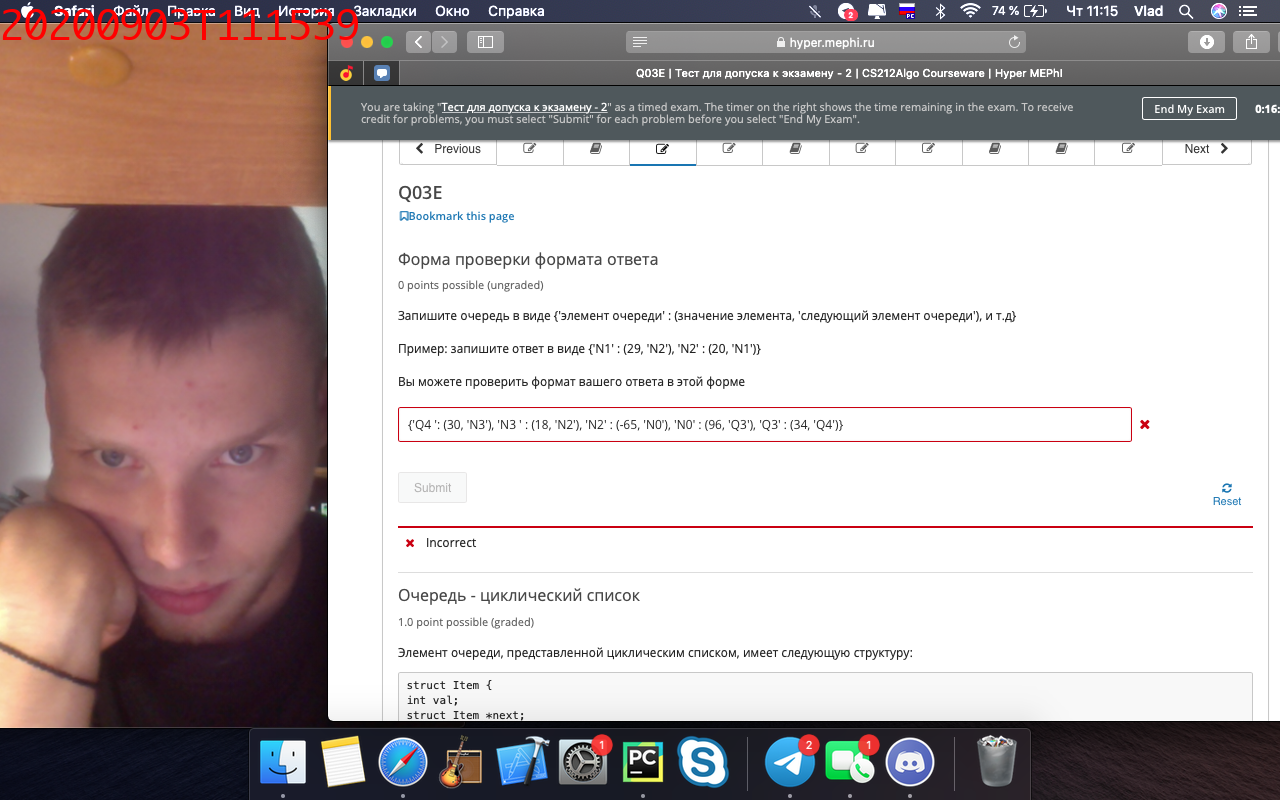 20200903T111539
Safari Файл Правка Вид История Закладки Окно Справка 2 РС 74 % Чт 11:15 Vlad
hyper.mephi.ru
Q03E | Тест для допуска к экзамену - 2 | CS212Algo Courseware | Hyper MEPhI
You are taking "Тест для допуска к экзамену - 2" as a timed exam. The timer on the right shows the time remaining in the exam. To receive
credit for problems, you must select "Submit" for each problem before you select "End My Exam".
End My Exam
0:16:
Previous
Next
Q03E
Bookmark this page
Форма проверки формата ответа
0 points possible (ungraded)
Запишите очередь в виде {'элемент очереди' : (значение элемента, 'следующий элемент очереди'), и т.д}
Пример: запишите ответ в виде {'N1' : (29, 'N2'), 'N2' : (20, 'N1')}
Вы можете проверить формат вашего ответа в этой форме
{'Q4 ': (30, 'N3'), 'N3 ' : (18, 'N2'), 'N2' : (-65, 'N0'), 'N0' : (96, 'Q3'), 'Q3' : (34, 'Q4')}
Submit
Reset
Incorrect
Очередь - циклический список
1.0 point possible (graded)
Элемент очереди, представленной циклическим списком, имеет следующую структуру:
struct Item {
int val;
struct Item *next;
1
PC
2
1